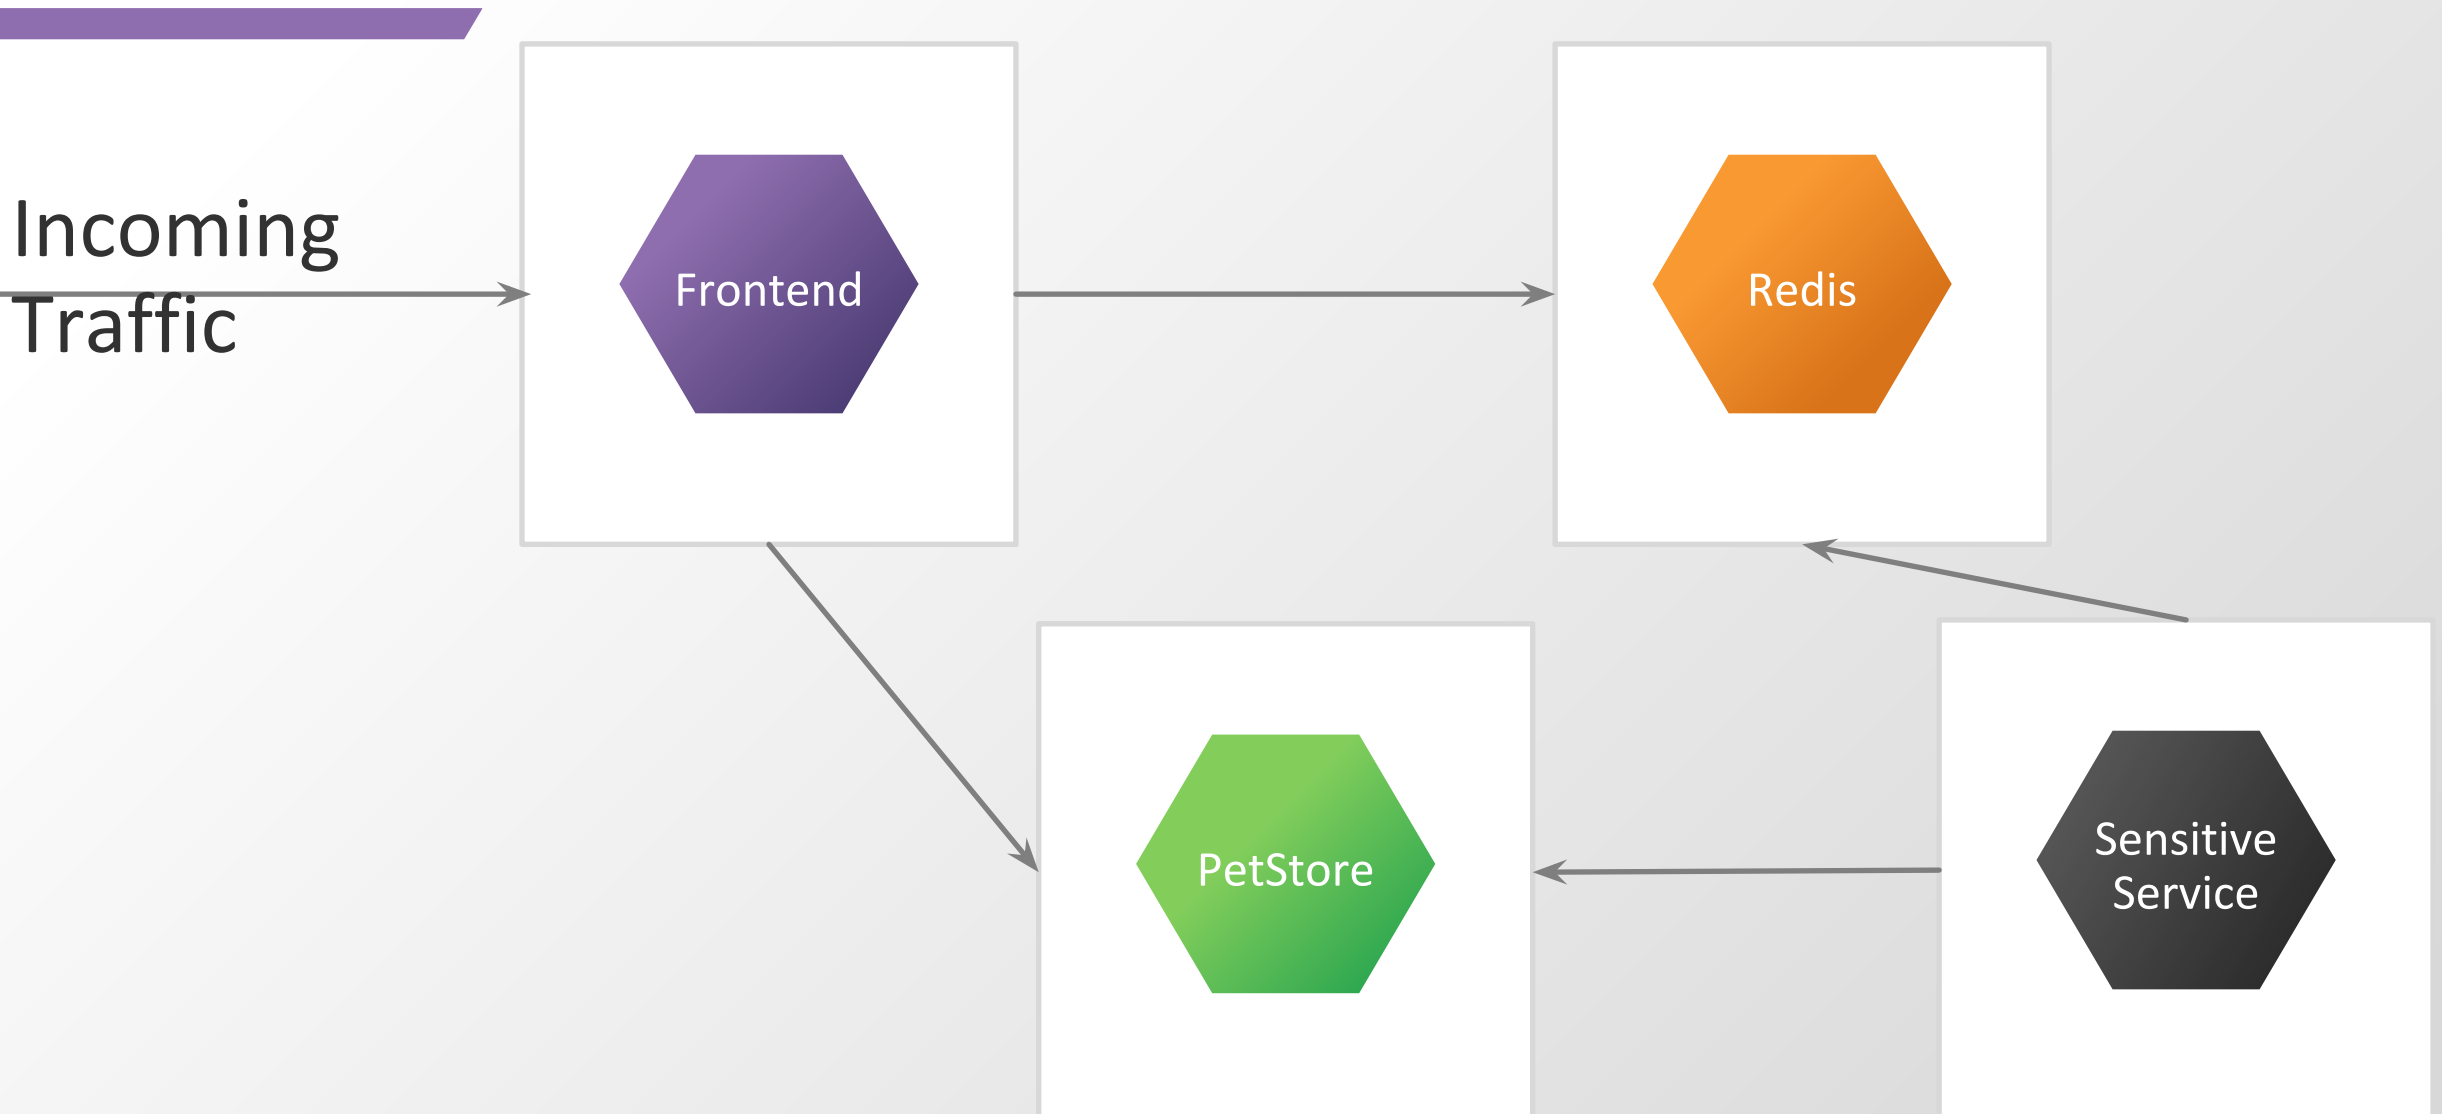 Incoming
Traffic
Frontend
Redis
PetStore
Sensitive
Service